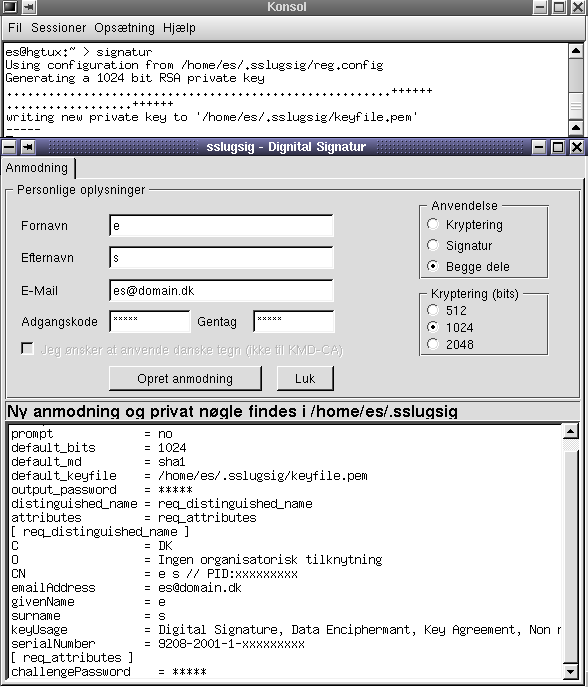 Konsol
Fil Sessioner Opsætning Hjælp
es@hgtux:~ > signatur
Using configuration from /home/es/.sslugsig/reg.config
Generating a 1024 bit RSA private key
......................................................++++++
.................++++++
writing new private key to '/home/es/.sslugsig/keyfile.pem'
-----
sslugsig - Dignital Signatur
Anmodning
Personlige oplysninger
Fornavn e
Efternavn s
E-Mail es@domain.dk
Adgangskode ***** Gentag *****
Jeg ønsker at anvende danske tegn (ikke til KMD-CA)
Opret anmodning Luk
Anvendelse
Kryptering
Signatur
Begge dele
Kryptering (bits)
512
1024
2048
Ny anmodning og privat nøgle findes i /home/es/.sslugsig
prompt = no
default_bits = 1024
default_md = sha1
default_keyfile = /home/es/.sslugsig/keyfile.pem
output_password = *****
distinguished_name = req_distinguished_name
attributes = req_attributes
[ req_distinguished_name ]
C = DK
O = Ingen organisatorisk tilknytning
CN = e s // PID:xxxxxxxxx
emailAddress = es@domain.dk
givenName = e
surname = s
keyUsage = Digital Signature, Data Enciphermant, Key Agreement, Non r
serialNumber = 9208-2001-1-xxxxxxxxx
[ req_attributes ]
challengePassword = *****